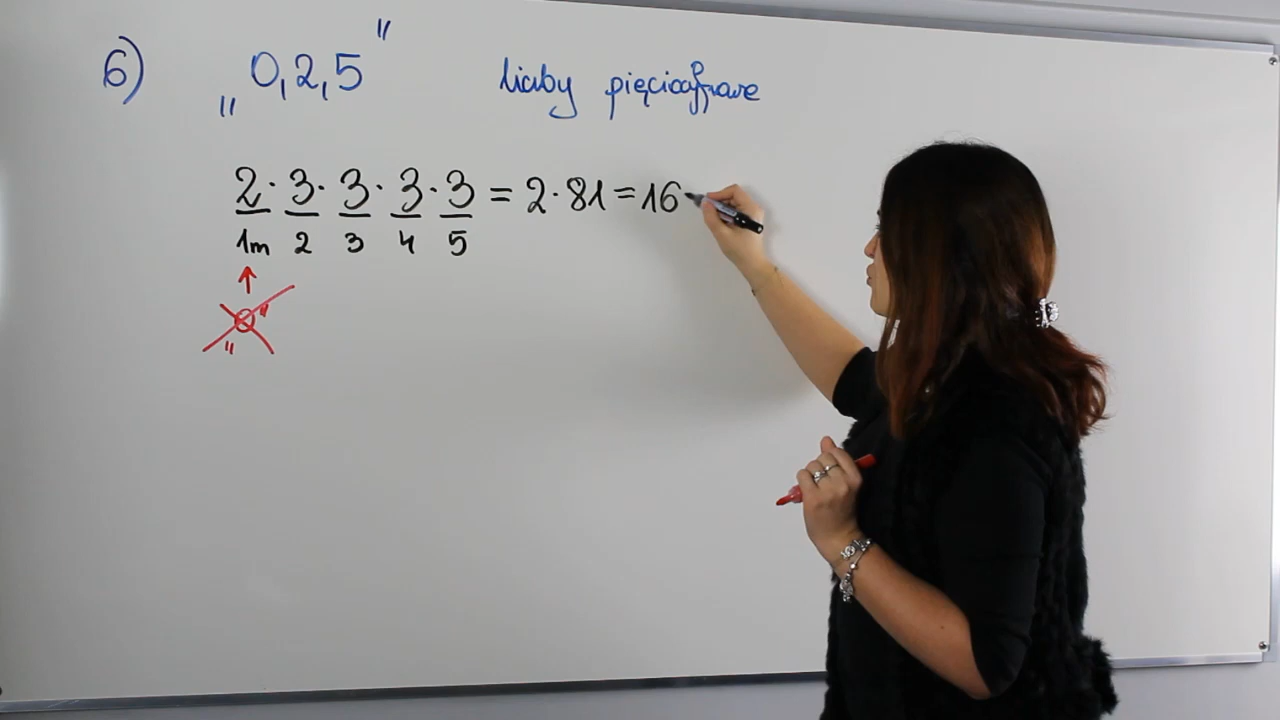 6) „0,2,5" liczby pięciocyfrowe
2 · 3 · 3 · 3 · 3 = 2 · 81 = 16
1m 2 3 4 5
"0"